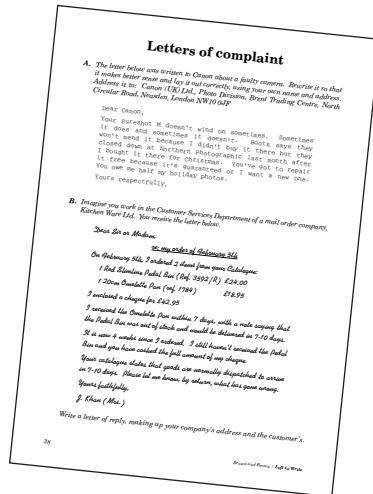 Letters of complaint
A. The letter below was written to Canon about a faulty camera. Rewrite it so that
it makes better sense and lay it out correctly, using your own name and address.
Address it to: Canon (UK) Ltd., Photo Division, Brent Trading Centre, North
Circular Road, Neasden, London NW10 0JF
Dear Canon,
Your Sureshot M doesn't wind on sometimes. Sometimes
it does and sometimes it doesn't. Boots says they
won't mend it because I didn't buy it there but they
closed down at Northern Photographic last month after
I bought it there for Christmas. You've got to repair
it free because it's guaranteed or I want a new one.
You owe me half my holiday photos.
Yours respectfully,
B. Imagine you work in the Customer Services Department of a mail order company,
Kitchen Ware Ltd. You receive the letter below.
Dear Sir or Madam,
re: my order of February 5th
On February 5th, I ordered 2 items from your Catalogue:
1 Red Slimline Pedal Bin (Ref. 3592/R) £24.00
1 20cm Omelette Pan (ref. 1784) £18.95
I enclosed a cheque for £42.95
I received the Omelette Pan within 7 days, with a note saying that
the Pedal Bin was out of stock and would be delivered in 7-10 days.
It is now 4 weeks since I ordered. I still haven't received the Pedal
Bin and you have cashed the full amount of my cheque.
Your catalogue states that goods are normally dispatched to arrive
in 7-10 days. Please let me know, by return, what has gone wrong.
Yours faithfully,
J. Khan (Mrs.)
Write a letter of reply, making up your company's address and the customer's.
38
Left to Write